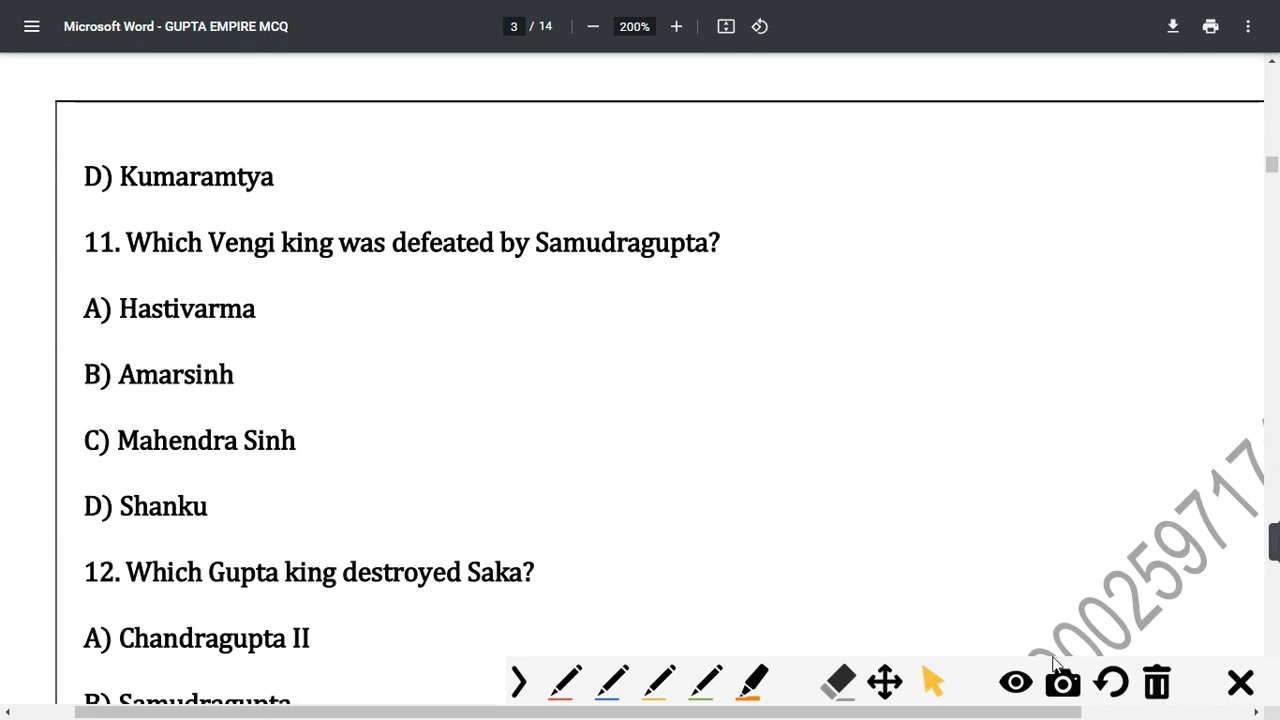 Microsoft Word - GUPTA EMPIRE MCQ
3 / 14
200%
D) Kumaramtya
11. Which Vengi king was defeated by Samudragupta?
A) Hastivarma
B) Amarsinh
C) Mahendra Sinh
D) Shanku
12. Which Gupta king destroyed Saka?
A) Chandragupta II
B) Samudragupta